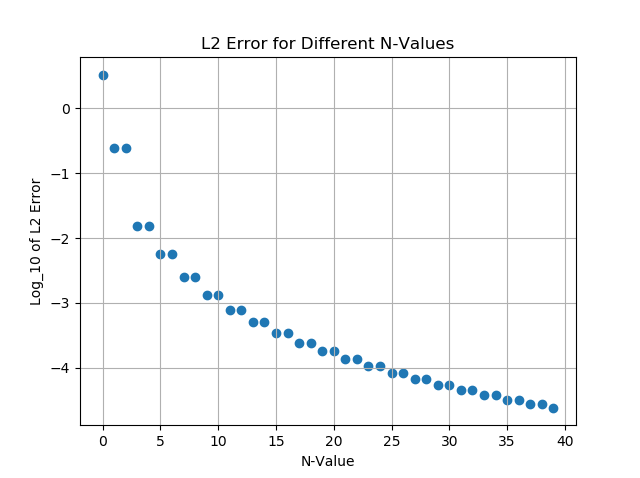 L2 Error for Different N-Values
Log_10 of L2 Error
0
−1
−2
−3
−4
0 5 10 15 20 25 30 35 40
N-Value